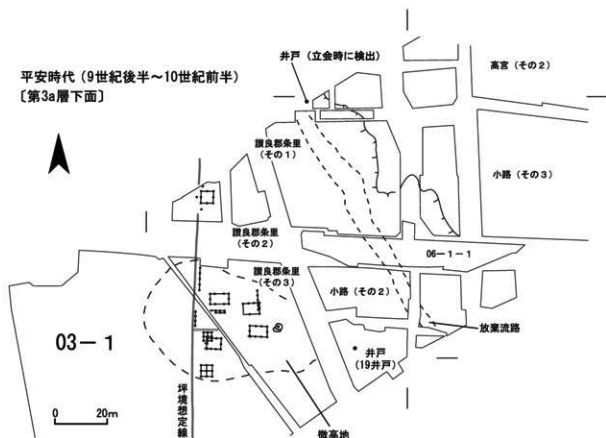 平安時代（9世紀後半～10世紀前半）
〔第3a層下面〕
井戸（立会時に検出）
高宮（その２）
讃良郡条里
（その１）
小路（その３）
讃良郡条里
（その２）
06－1－1
讃良郡条里
（その３）
小路（その２）
03－1
井戸
（19井戸）
放棄流路
坪境想定線
0 20m
微高地